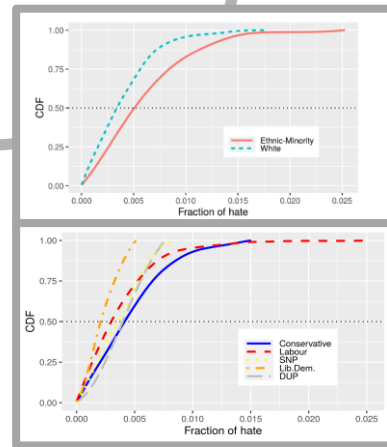 1.00
0.75
0.50
0.25
0.00
CDF
Ethnic-Minority
White
0.000 0.005 0.010 0.015 0.020 0.025
Fraction of hate
1.00
0.75
0.50
0.25
0.00
CDF
Conservative
Labour
SNP
Lib.Dem.
DUP
0.000 0.005 0.010 0.015 0.020 0.025
Fraction of hate